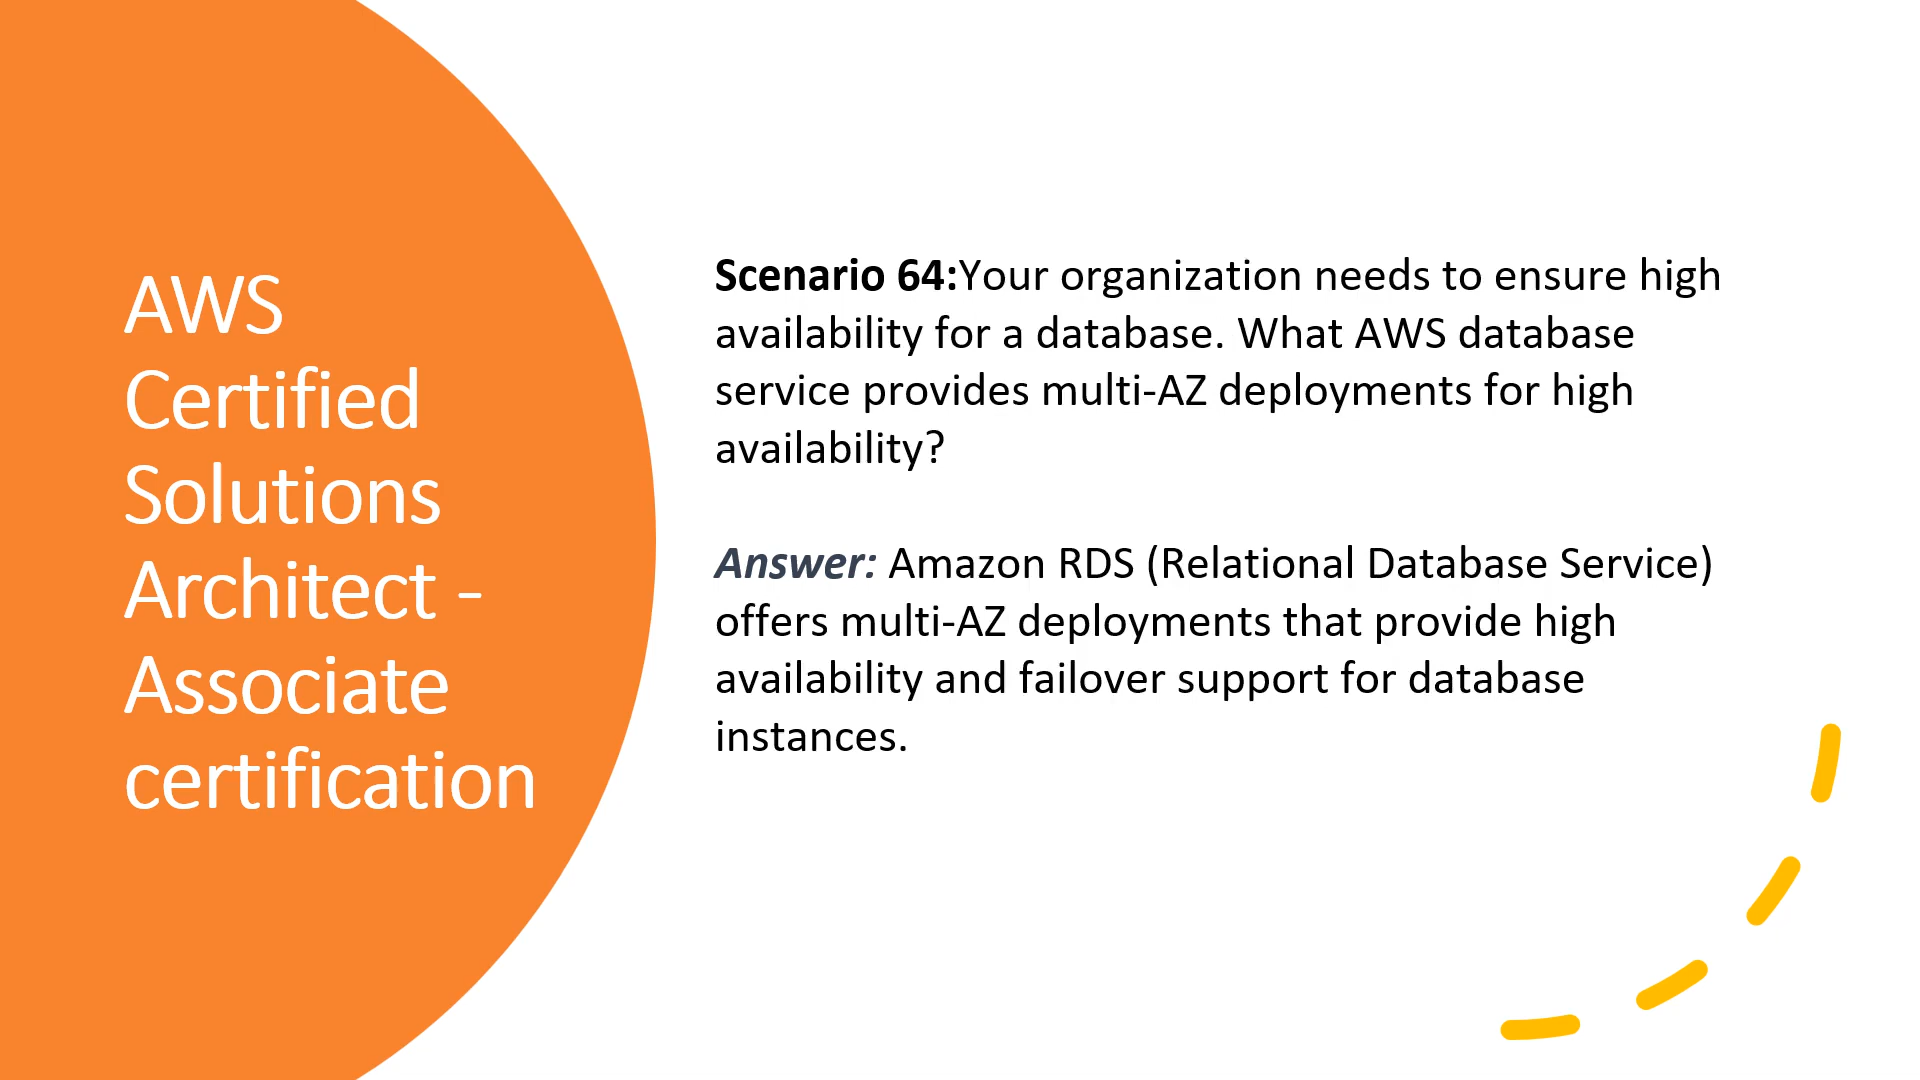 AWS
Certified
Solutions
Architect -
Associate
certification
Scenario 64:Your organization needs to ensure high
availability for a database. What AWS database
service provides multi-AZ deployments for high
availability?
Answer: Amazon RDS (Relational Database Service)
offers multi-AZ deployments that provide high
availability and failover support for database
instances.